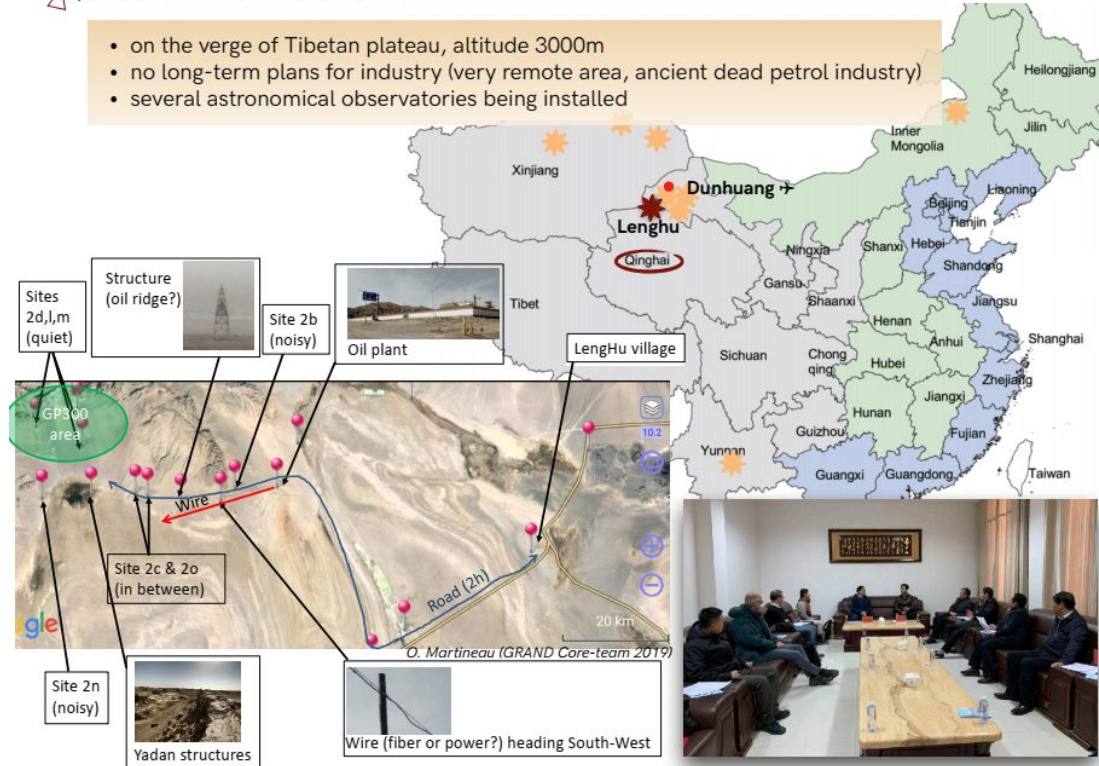 • on the verge of Tibetan plateau, altitude 3000m
• no long-term plans for industry (very remote area, ancient dead petrol industry)
• several astronomical observatories being installed
Heilongjiang
Jilin
Inner
Mongolia
Liaoning
Xinjiang
Dunhuang
Beijing
Tianjin
Lenghu
Hebei
Shanxi
Ningxia
Shandong
Qinghai
Gansu
Shaanxi
Jiangsu
Tibet
Henan
Anhui
Shanghai
Sichuan
Chong
qing
Hubei
Zhejiang
Hunan
Jiangxi
Guizhou
Fujian
Yunnan
Guangxi
Guangdong
Taiwan
Structure
(oil ridge?)
Sites
2d,l,m
(quiet)
Site 2b
(noisy)
Oil plant
LengHu village
GP300
area
10.2
Wire
Site 2c & 2o
(in between)
Road (2h)
20 km
ogle
O. Martineau (GRAND Core-team 2019)
Site 2n
(noisy)
Yadan structures
Wire (fiber or power?) heading South-West